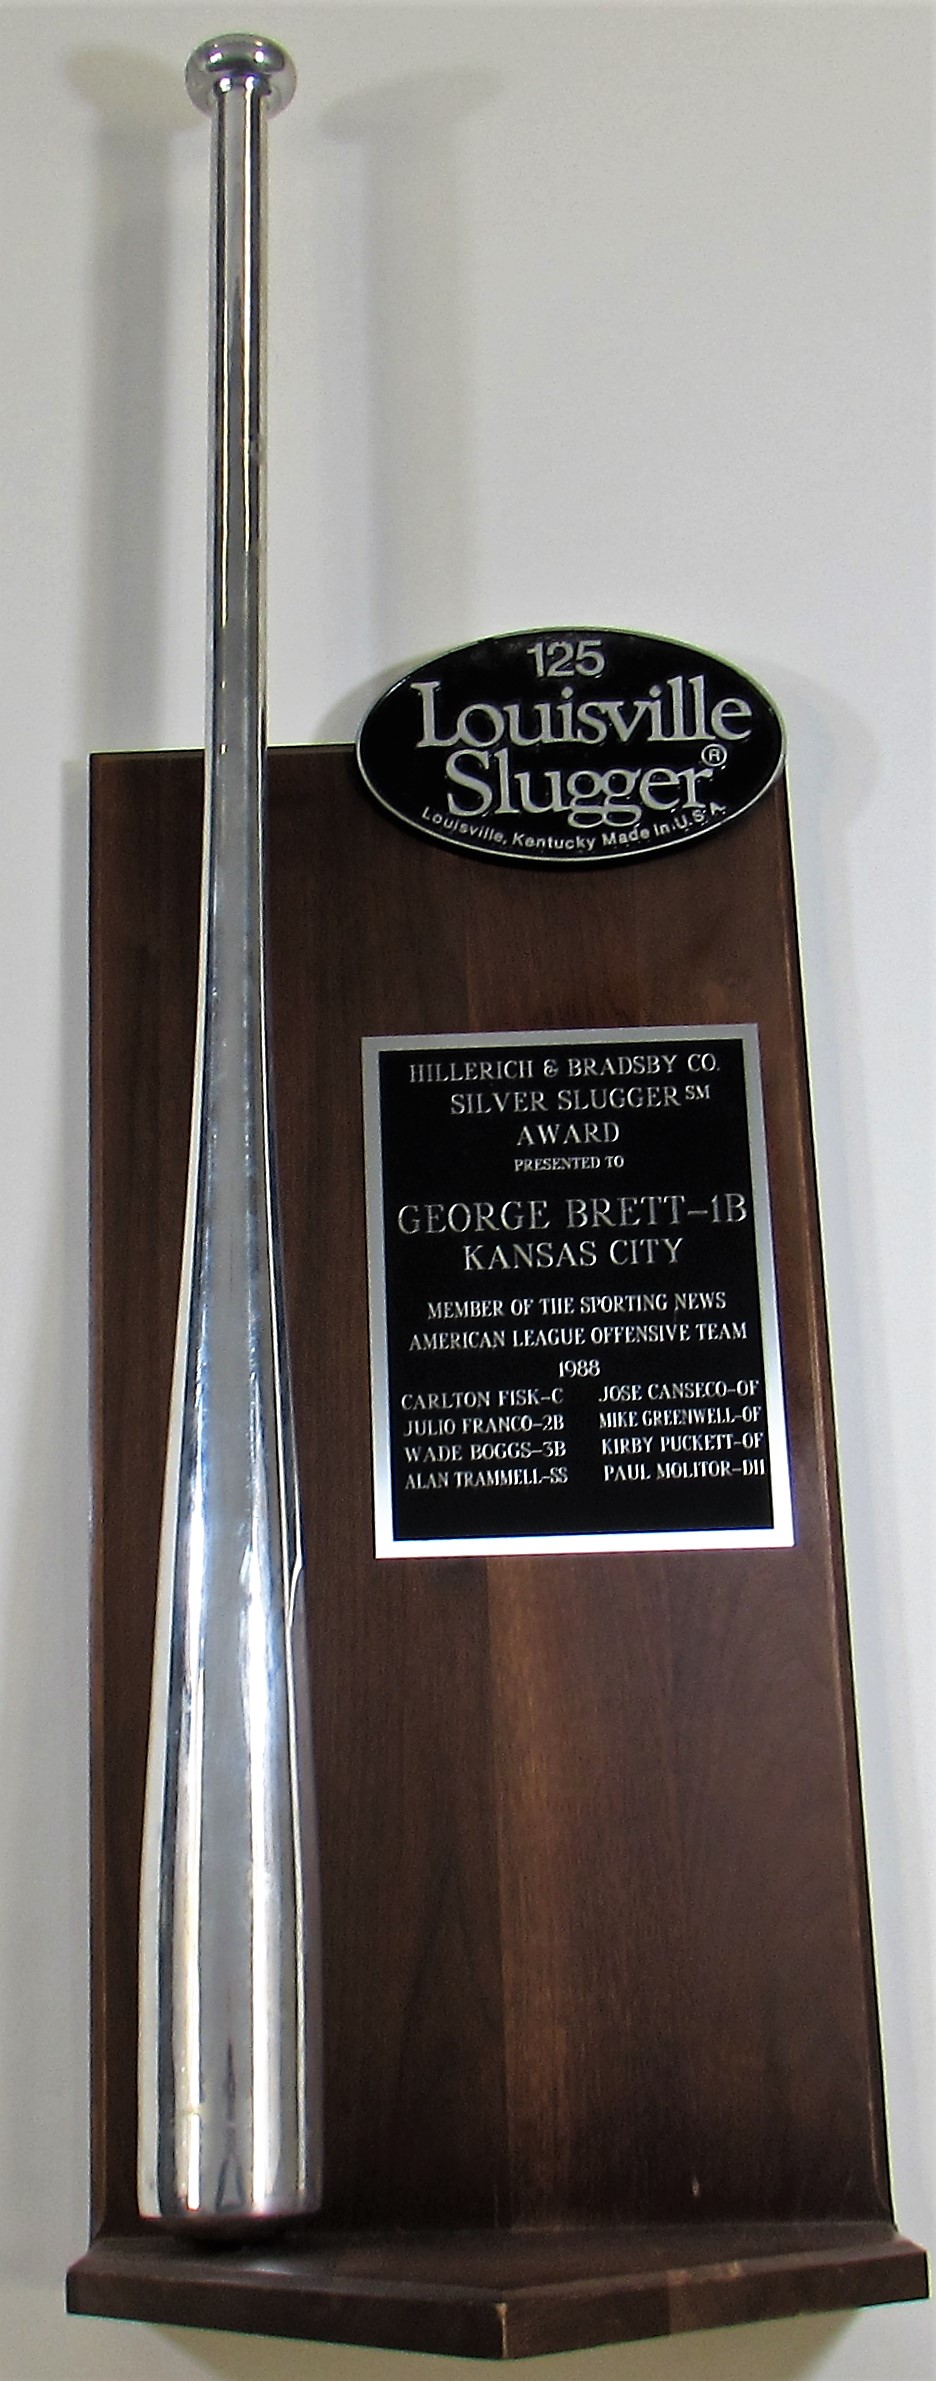 125
Louisville
Slugger®
Louisville, Kentucky Made in U.S.A.
HILLERICH & BRADSBY CO.
SILVER SLUGGER SM
AWARD
PRESENTED TO
GEORGE BRETT-1B
KANSAS CITY
MEMBER OF THE SPORTING NEWS
AMERICAN LEAGUE OFFENSIVE TEAM
1988
CARLTON FISK-C JOSE CANSECO-OF
JULIO FRANCO-2B MIKE GREENWELL-OF
WADE BOGGS-3B KIRBY PUCKETT-OF
ALAN TRAMMELL-SS PAUL MOLITOR-DH